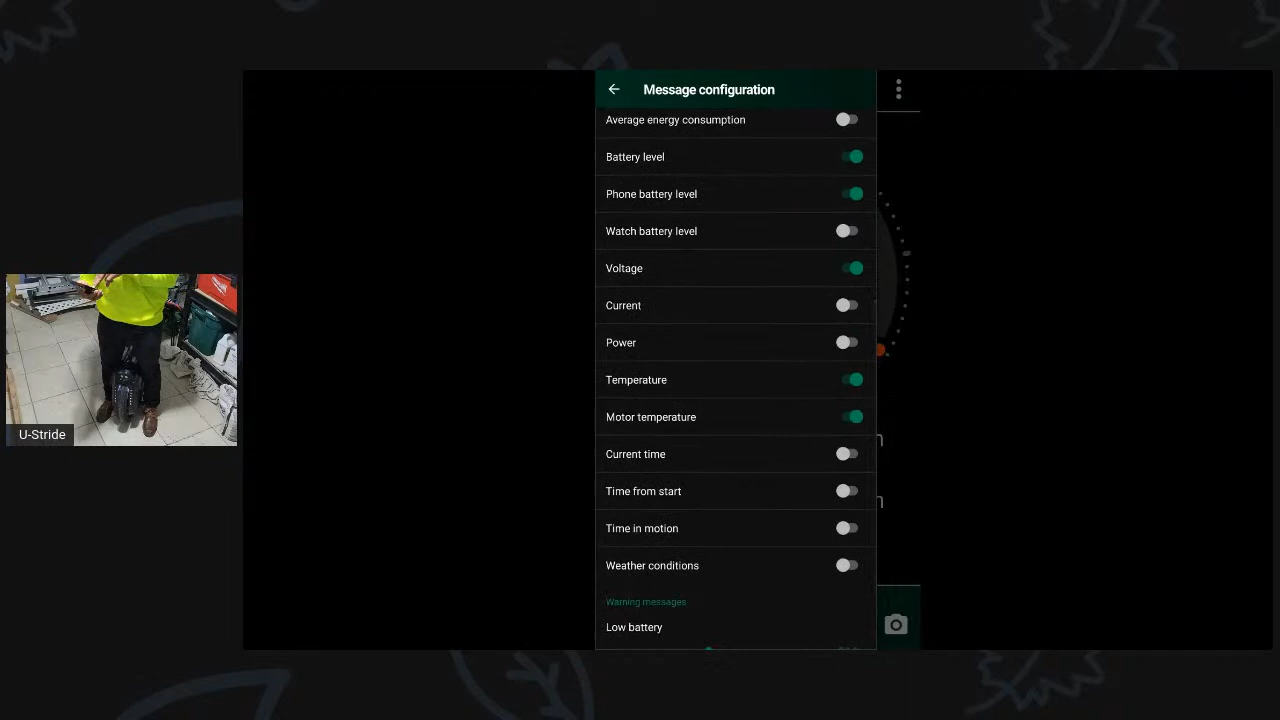 Message configuration
Average energy consumption
Battery level
Phone battery level
Watch battery level
Voltage
Current
Power
Temperature
Motor temperature
Current time
Time from start
Time in motion
Weather conditions
Warning messages
Low battery
U-Stride